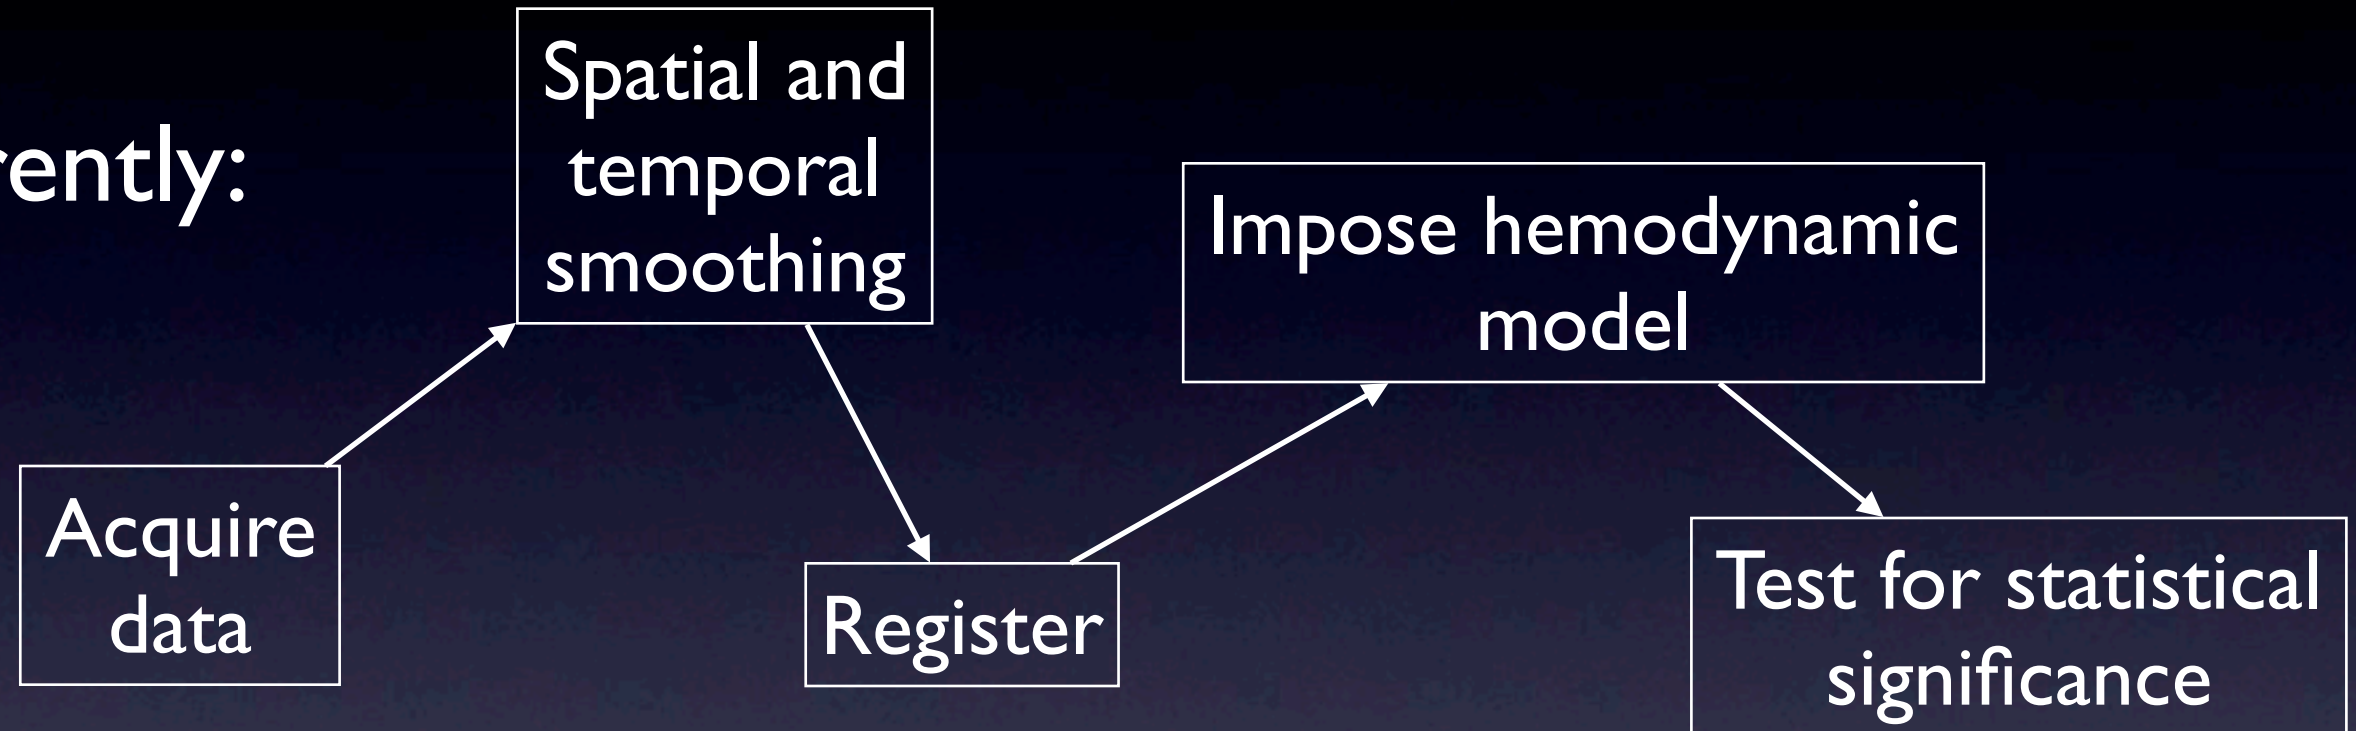 rently:
Spatial and
temporal
smoothing
Impose hemodynamic
model
Acquire
data
Register
Test for statistical
significance